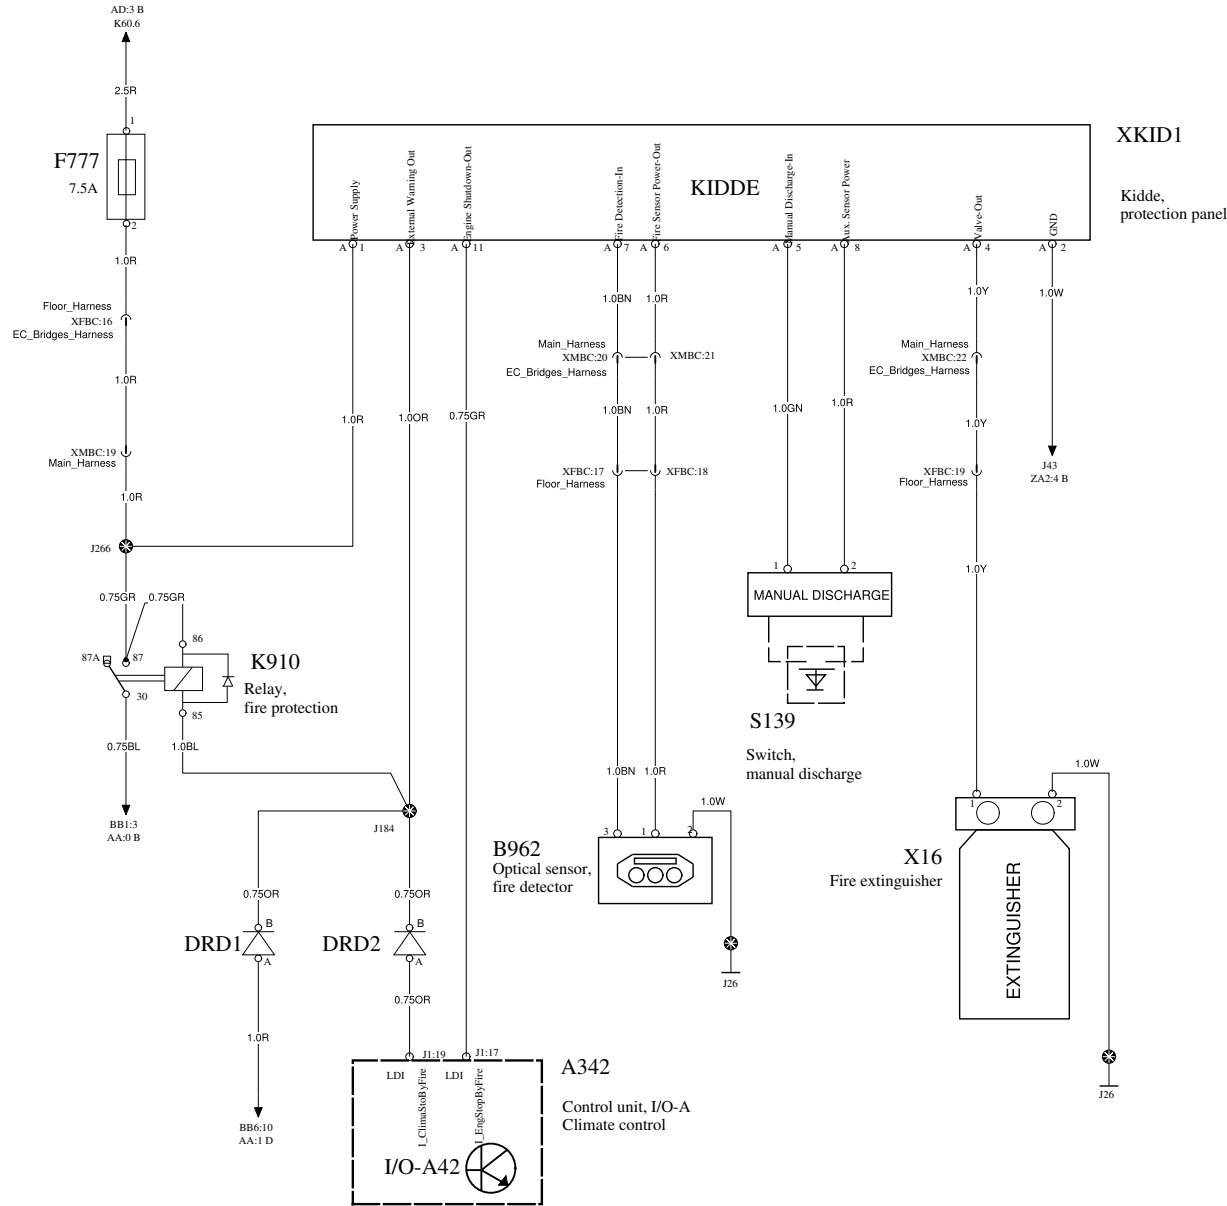 AD:3 B
K60.6
2.5R
1
F777
7.5A
2
1.0R
Floor_Harness
XFBC:16
EC_Bridges_Harness
1.0R
XMBC:19
Main_Harness
1.0R
J266
0.75GR
0.75GR
86
87A
87
30
85
K910
Relay,
fire protection
0.75BL
1.0BL
BB1:3
AA:0 B
XKID1
Kidde,
protection panel
KIDDE
Power Supply
External Warning Out
Engine Shutdown-Out
Fire Detection-In
Fire Sensor Power-Out
Manual Discharge-In
Aux. Sensor Power
Valve-Out
GND
A 1
A 3
A 11
A 7
A 6
A 5
A 8
A 4
A 2
1.0R
1.0OR
0.75GR
1.0BN
1.0R
Main_Harness
XMBC:20
XMBC:21
EC_Bridges_Harness
1.0BN
1.0R
XFBC:17
XFBC:18
Floor_Harness
1.0BN
1.0R
1.0GN
1.0R
1
2
MANUAL DISCHARGE
S139
Switch,
manual discharge
1.0Y
Main_Harness
XMBC:22
EC_Bridges_Harness
1.0Y
XFBC:19
Floor_Harness
1.0Y
1.0W
J43
ZA2:4 B
J184
0.75OR
0.75OR
B
B
DRD1
DRD2
A
A
0.75OR
1.0R
BB6:10
AA:1 D
B962
Optical sensor,
fire detector
3
1
2
1.0W
J26
X16
Fire extinguisher
1
2
1.0W
EXTINGUISHER
J26
J1:19
J1:17
LDI
LDI
I_ClimaStoByFire
I_EngStopByFire
I/O-A42
A342
Control unit, I/O-A
Climate control